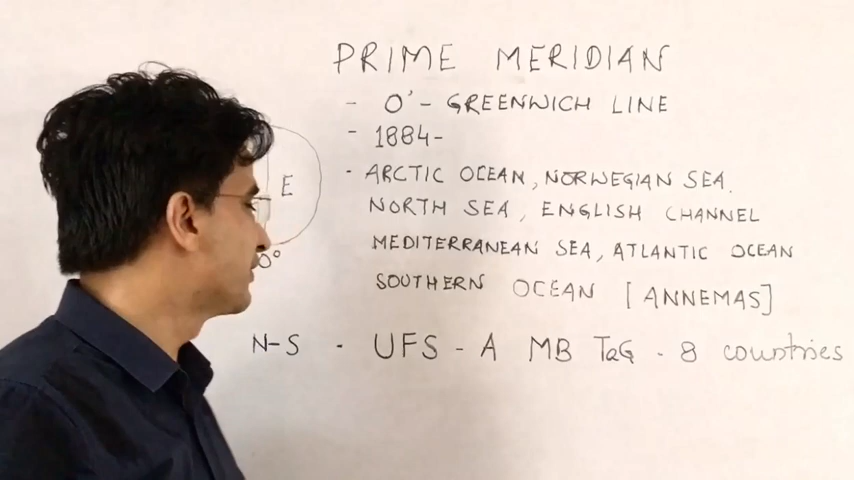 PRIME MERIDIAN
- 0' - GREENWICH LINE
- 1884-
- ARCTIC OCEAN, NORWEGIAN SEA.
NORTH SEA, ENGLISH CHANNEL
MEDITERRANEAN SEA, ATLANTIC OCEAN
SOUTHERN OCEAN [ANNEMAS]
E
0°
N-S - UFS - A MB TaG - 8 countries